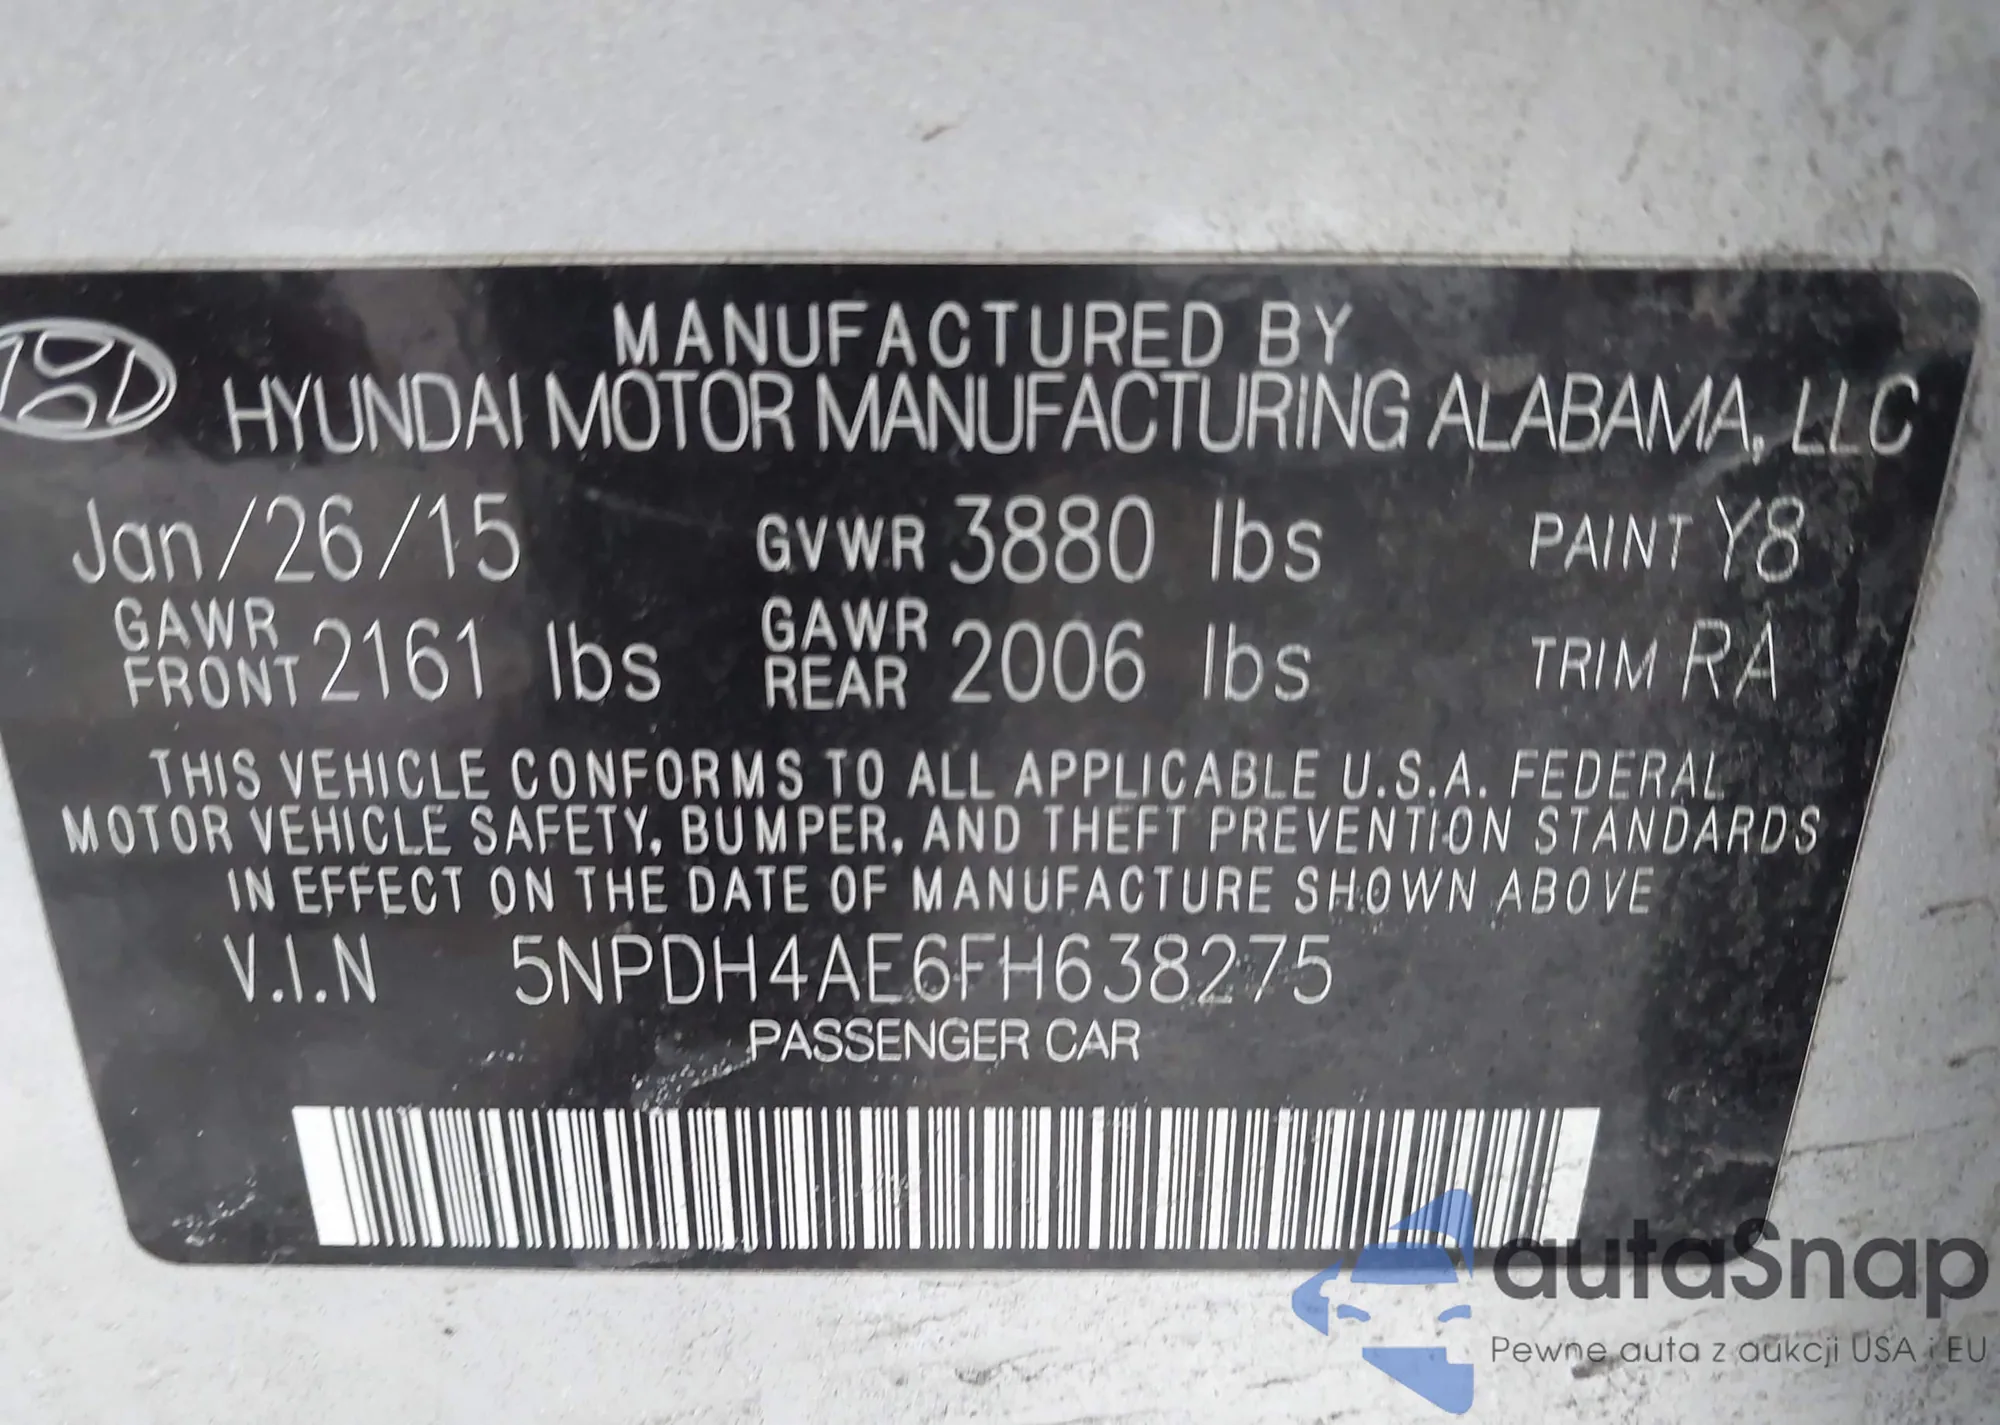 MANUFACTURED BY
HYUNDAI MOTOR MANUFACTURING ALABAMA, LLC
Jan/26/15 GVWR 3880 lbs PAINT Y8
GAWR FRONT 2161 lbs GAWR REAR 2006 lbs TRIM RA
THIS VEHICLE CONFORMS TO ALL APPLICABLE U.S.A. FEDERAL
MOTOR VEHICLE SAFETY, BUMPER, AND THEFT PREVENTION STANDARDS
IN EFFECT ON THE DATE OF MANUFACTURE SHOWN ABOVE
V.I.N 5NPDH4AE6FH638275
PASSENGER CAR
autaSnap
Pewne auta z aukcji USA i EU